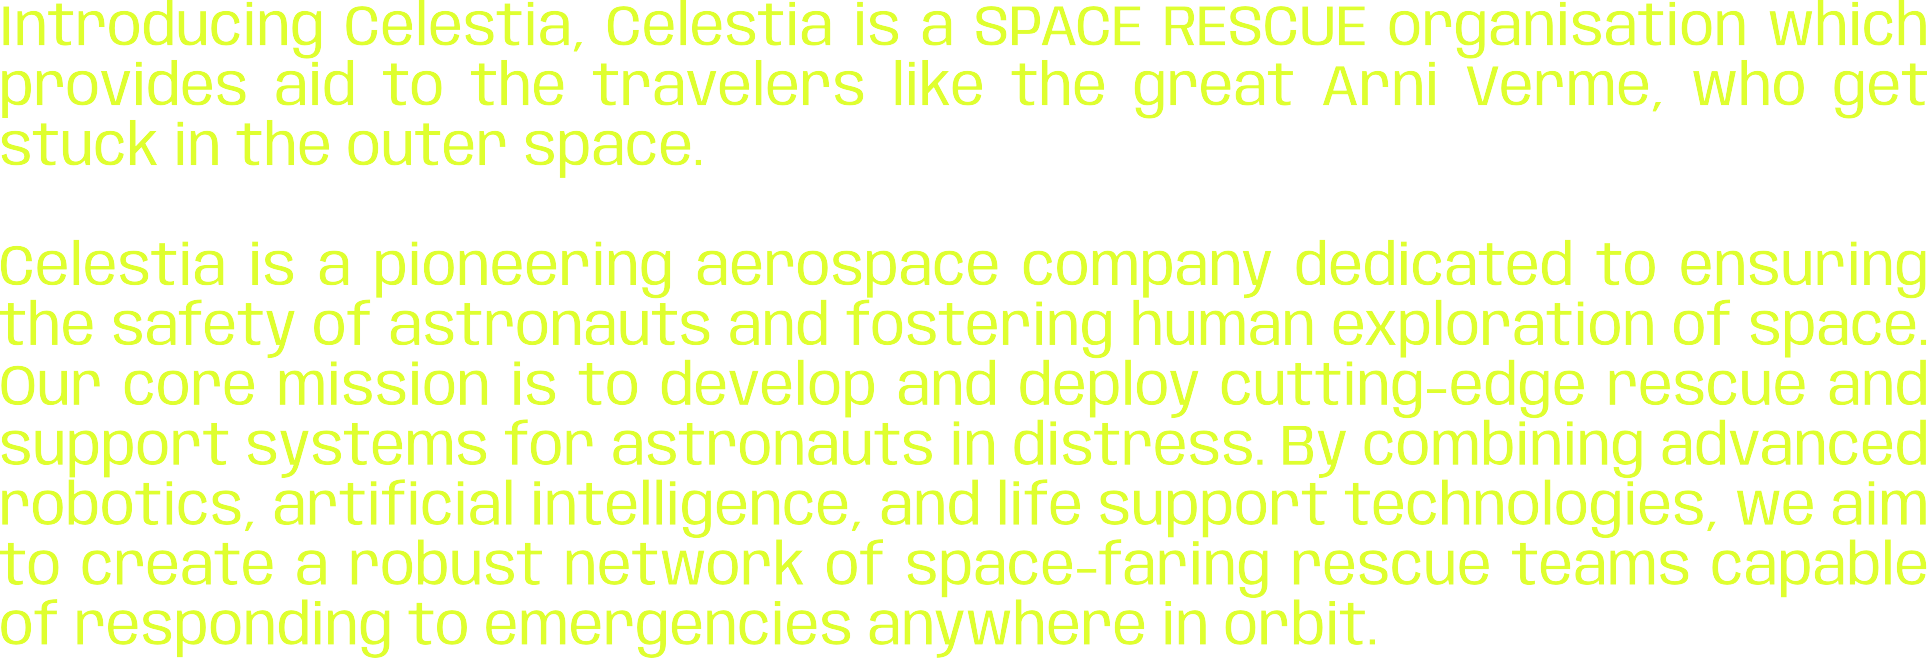 Introducing Celestia, Celestia is a SPACE RESCUE organisation which
provides aid to the travelers like the great Arni Verme, who get
stuck in the outer space.
Celestia is a pioneering aerospace company dedicated to ensuring
the safety of astronauts and fostering human exploration of space.
Our core mission is to develop and deploy cutting-edge rescue and
support systems for astronauts in distress. By combining advanced
robotics, artificial intelligence, and life support technologies, we aim
to create a robust network of space-faring rescue teams capable
of responding to emergencies anywhere in orbit.